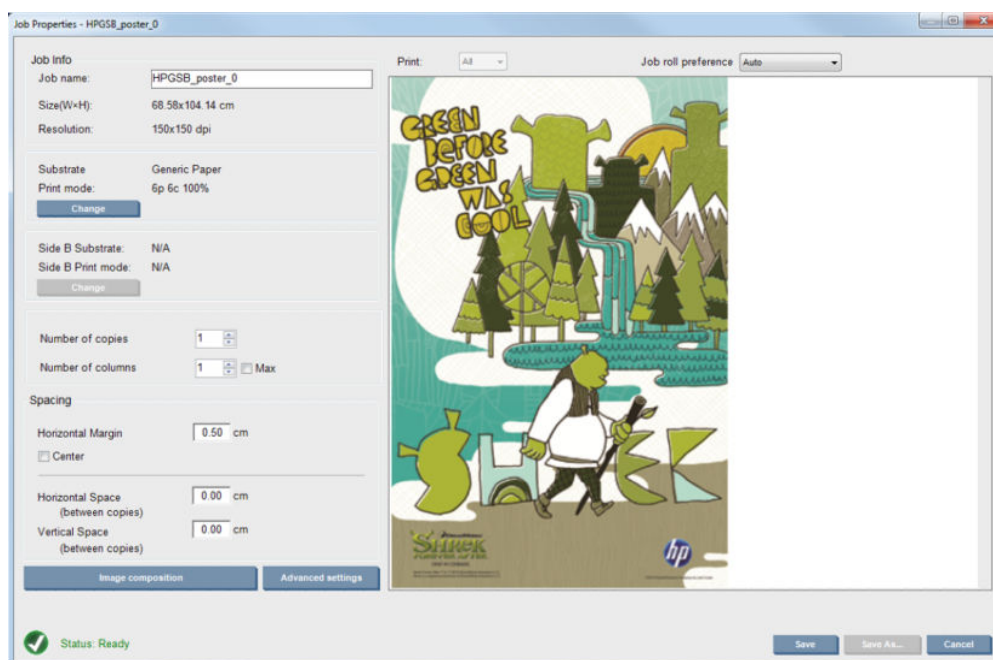 Job Properties - HPGSB_poster_0
Job Info
Job name: HPGSB_poster_0
Size(W×H): 68.58x104.14 cm
Resolution: 150x150 dpi
Substrate Generic Paper
Print mode: 6p 6c 100%
Change
Side B Substrate: N/A
Side B Print mode: N/A
Change
Number of copies 1
Number of columns 1 Max
Spacing
Horizontal Margin 0.50 cm
Center
Horizontal Space 0.00 cm
(between copies)
Vertical Space 0.00 cm
(between copies)
Image composition Advanced settings
Print: All Job roll preference Auto
GREEN
BEFORE
GREEN
WAS
COOL
SHREK
SHREK
hp
Status: Ready
Save Save As... Cancel